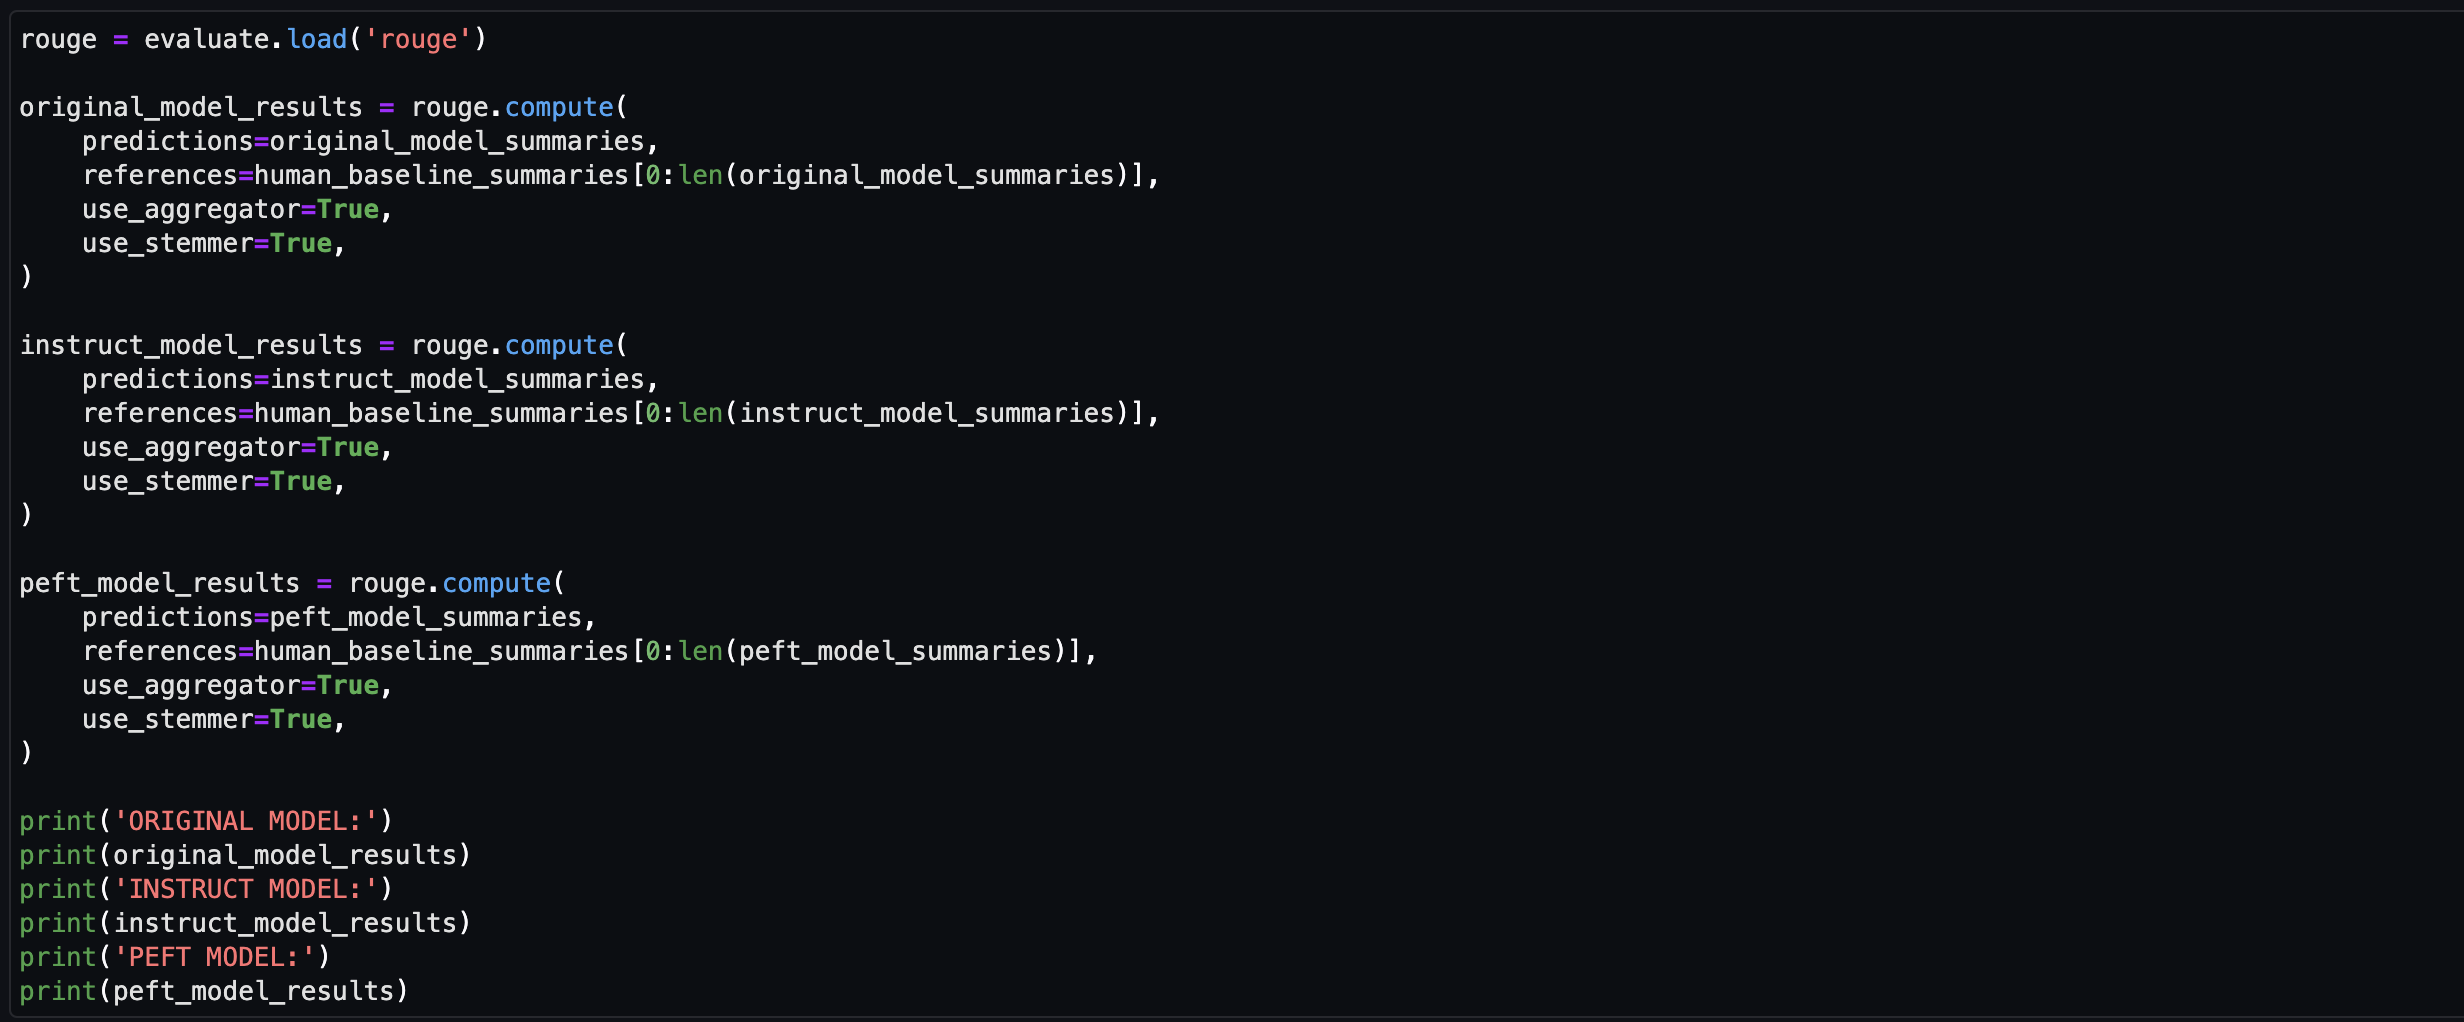 rouge = evaluate.load('rouge')

original_model_results = rouge.compute(
    predictions=original_model_summaries,
    references=human_baseline_summaries[0:len(original_model_summaries)],
    use_aggregator=True,
    use_stemmer=True,
)

instruct_model_results = rouge.compute(
    predictions=instruct_model_summaries,
    references=human_baseline_summaries[0:len(instruct_model_summaries)],
    use_aggregator=True,
    use_stemmer=True,
)

peft_model_results = rouge.compute(
    predictions=peft_model_summaries,
    references=human_baseline_summaries[0:len(peft_model_summaries)],
    use_aggregator=True,
    use_stemmer=True,
)

print('ORIGINAL MODEL:')
print(original_model_results)
print('INSTRUCT MODEL:')
print(instruct_model_results)
print('PEFT MODEL:')
print(peft_model_results)